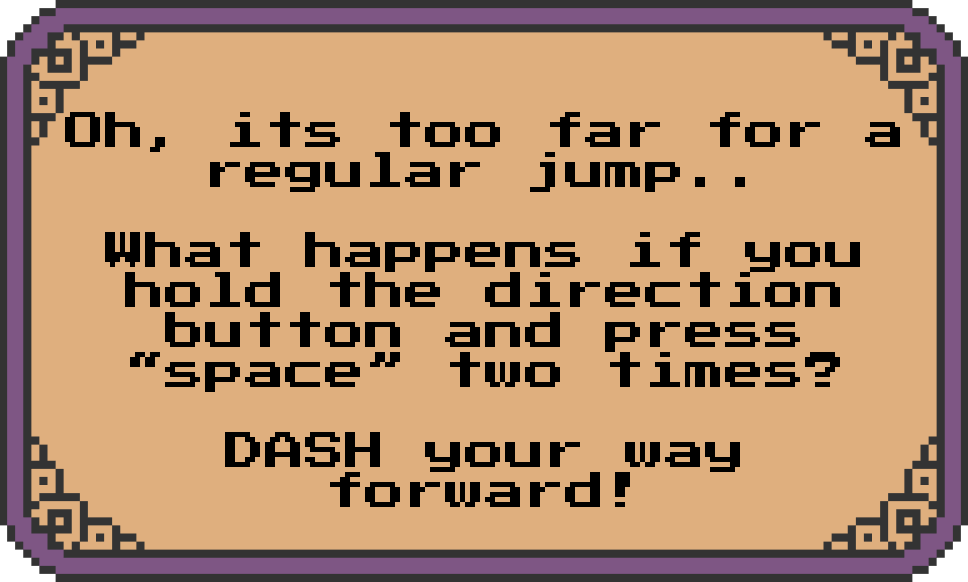 Oh, its too far for a
regular jump..
What happens if you
hold the direction
button and press
“space” two times?
DASH your way
forward!